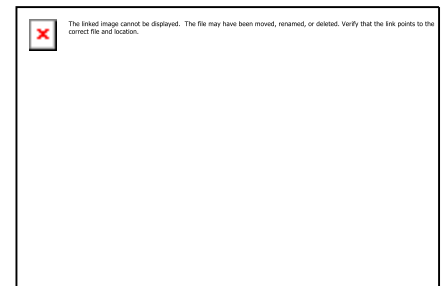 The linked image cannot be displayed. The file may have been moved, renamed, or deleted. Verify that the link points to the
correct file and location.